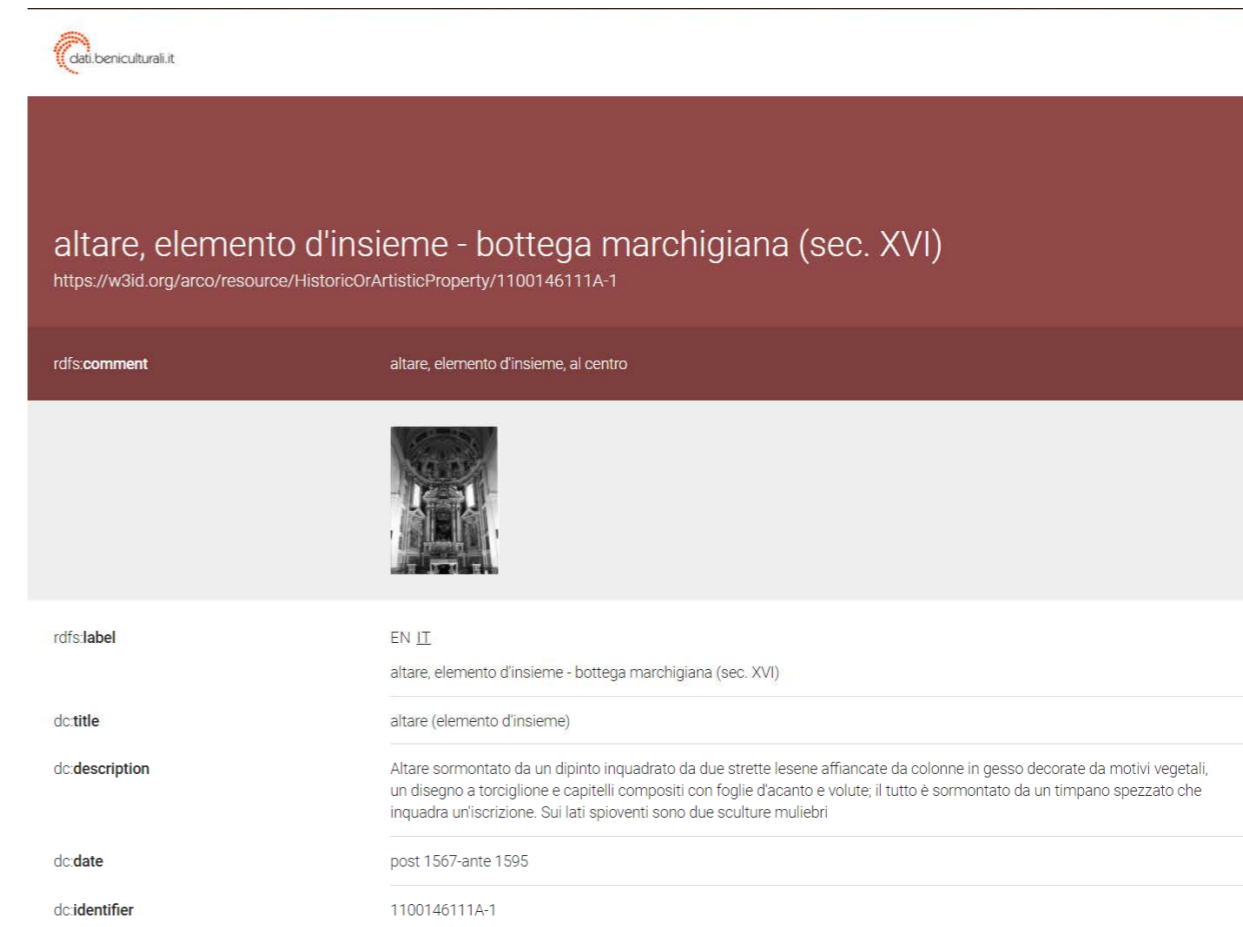 dati.beniculturali.it
altare, elemento d'insieme - bottega marchigiana (sec. XVI)
https://w3id.org/arco/resource/HistoricOrArtisticProperty/1100146111A-1
rdfs:comment altare, elemento d'insieme, al centro
rdfs:label EN IT
altare, elemento d'insieme - bottega marchigiana (sec. XVI)
dc:title altare (elemento d'insieme)
dc:description Altare sormontato da un dipinto inquadrato da due strette lesene affiancate da colonne in gesso decorate da motivi vegetali,
un disegno a torciglione e capitelli compositi con foglie d'acanto e volute; il tutto è sormontato da un timpano spezzato che
inquadra un'iscrizione. Sui lati spioventi sono due sculture muliebri
dc:date post 1567-ante 1595
dc:identifier 1100146111A-1